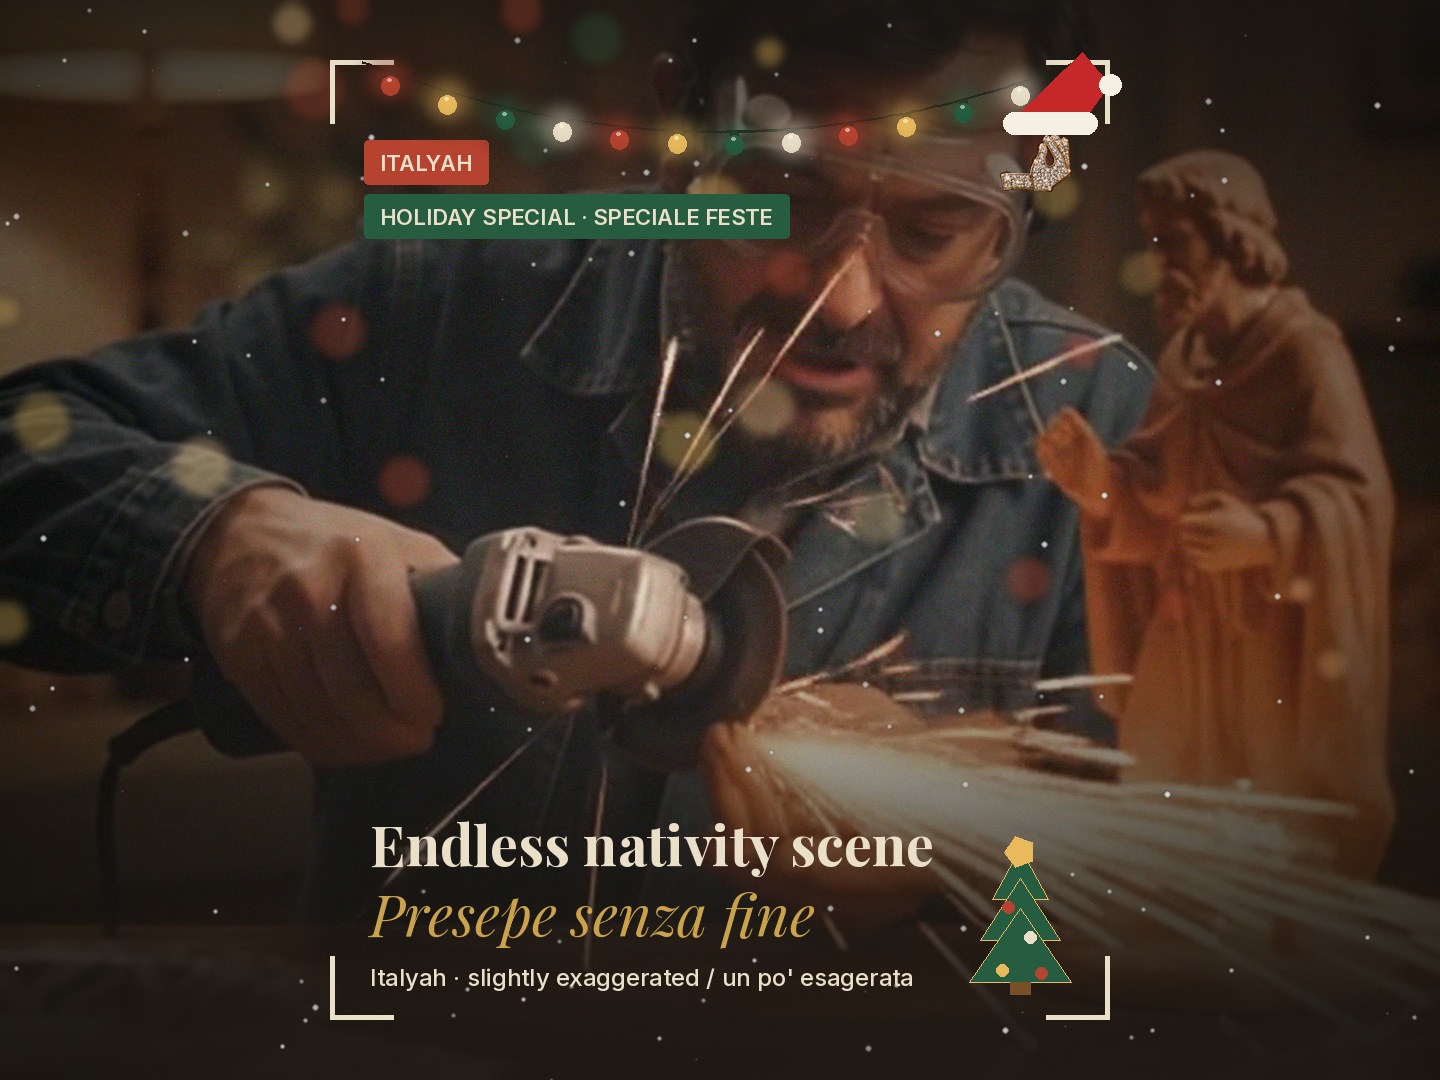 ITALYAH
HOLIDAY SPECIAL · SPECIALE FESTE
Endless nativity scene
Presepe senza fine
Italyah · slightly exaggerated / un po' esagerata